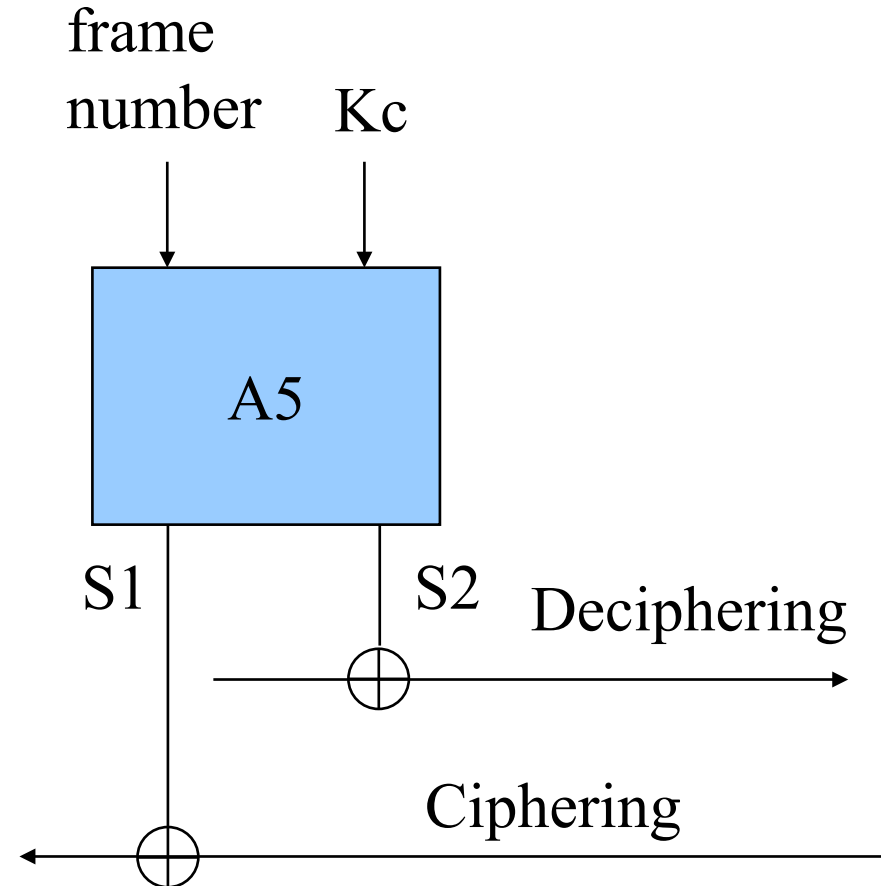 frame
number
Kc
A5
S1
S2
Deciphering
Ciphering